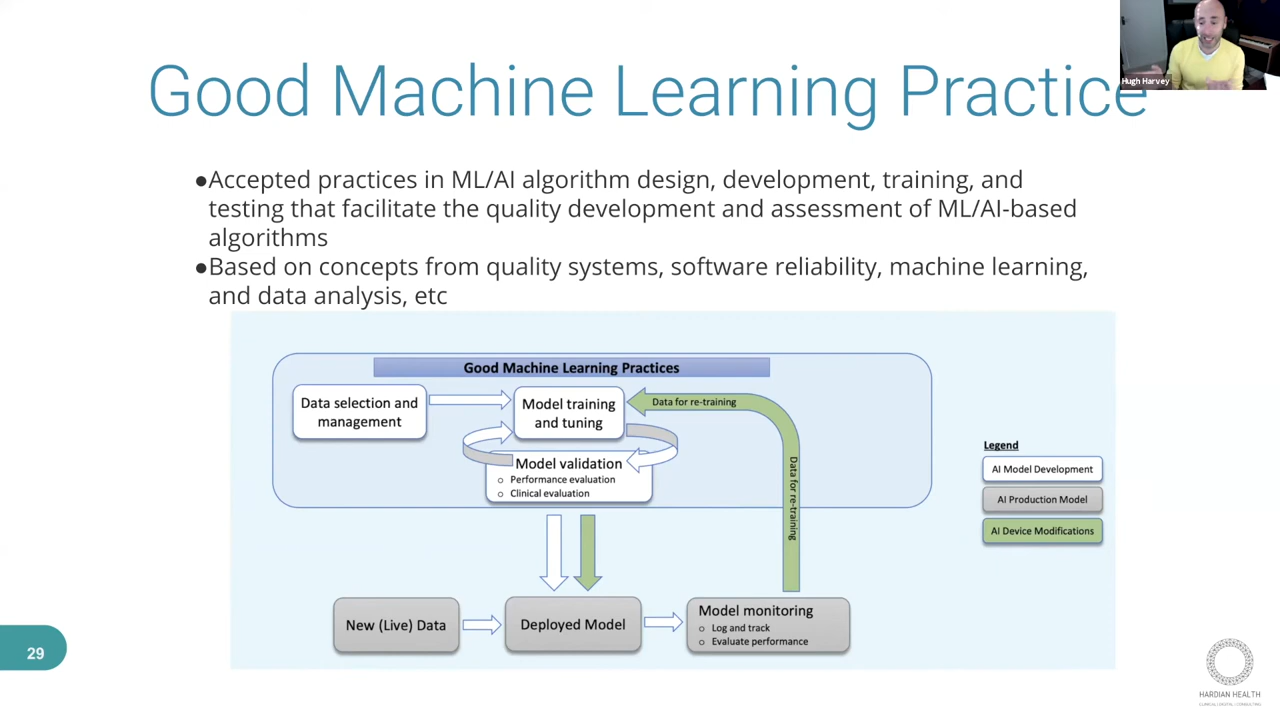 Good Machine Learning Practice
Hugh Harvey
●Accepted practices in ML/AI algorithm design, development, training, and
testing that facilitate the quality development and assessment of ML/AI-based
algorithms
●Based on concepts from quality systems, software reliability, machine learning,
and data analysis, etc
Good Machine Learning Practices
Data selection and
management
Model training
and tuning
Data for re-training
Model validation
o Performance evaluation
o Clinical evaluation
Data for re-training
Legend
AI Model Development
AI Production Model
AI Device Modifications
New (Live) Data
Deployed Model
Model monitoring
o Log and track
o Evaluate performance
29
HARDIAN HEALTH
CLINICAL DIGITAL CONSULTING